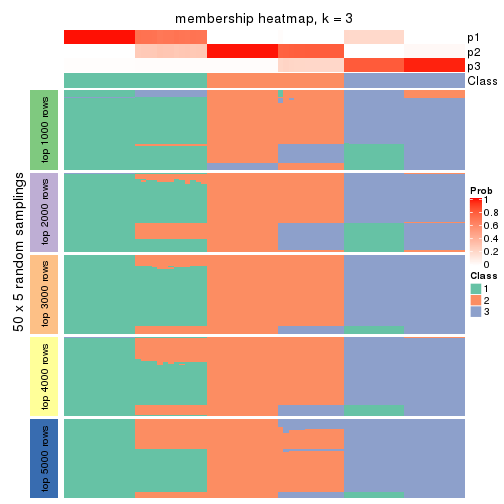 membership heatmap, k = 3
p1
p2
p3
Class
50 x 5 random samplings
top 1000 rows
top 2000 rows
top 3000 rows
top 4000 rows
top 5000 rows
Prob
1
0.8
0.6
0.4
0.2
0
Class
1
2
3